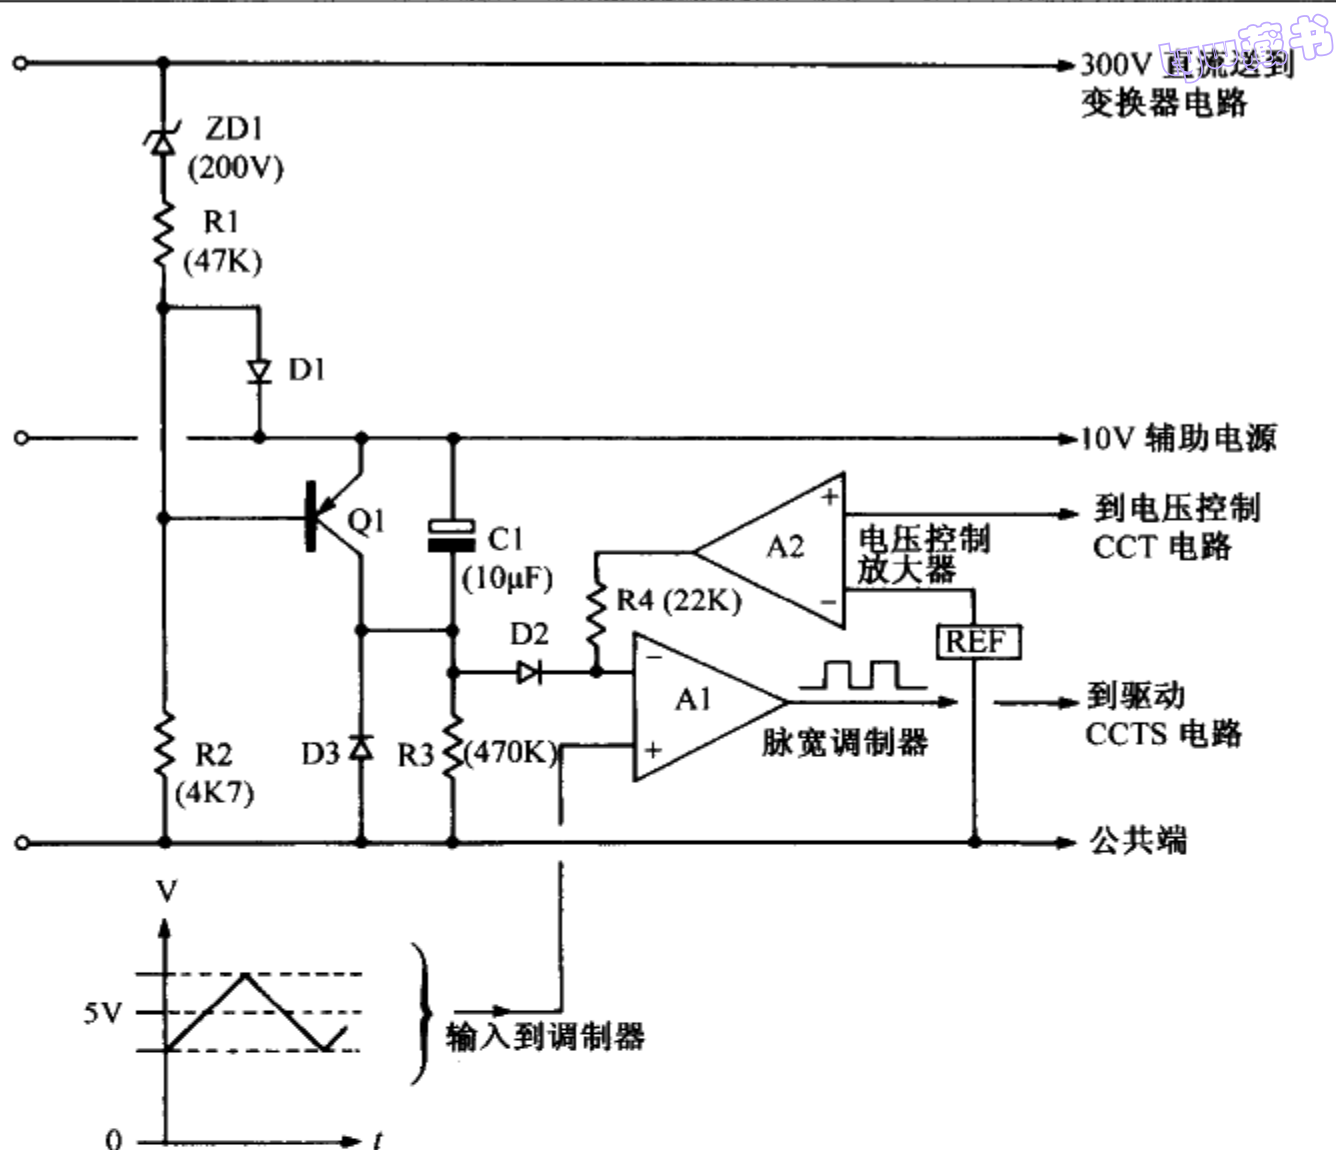 300V 直流送到
变换器电路
ZD1
(200V)
R1
(47K)
D1
10V 辅助电源
Q1
C1
(10μF)
A2
电压控制
放大器
到电压控制
CCT 电路
R4 (22K)
D2
REF
A1
脉宽调制器
到驱动
CCTS 电路
R2
(4K7)
D3
R3
(470K)
公共端
V
5V
输入到调制器
0
t